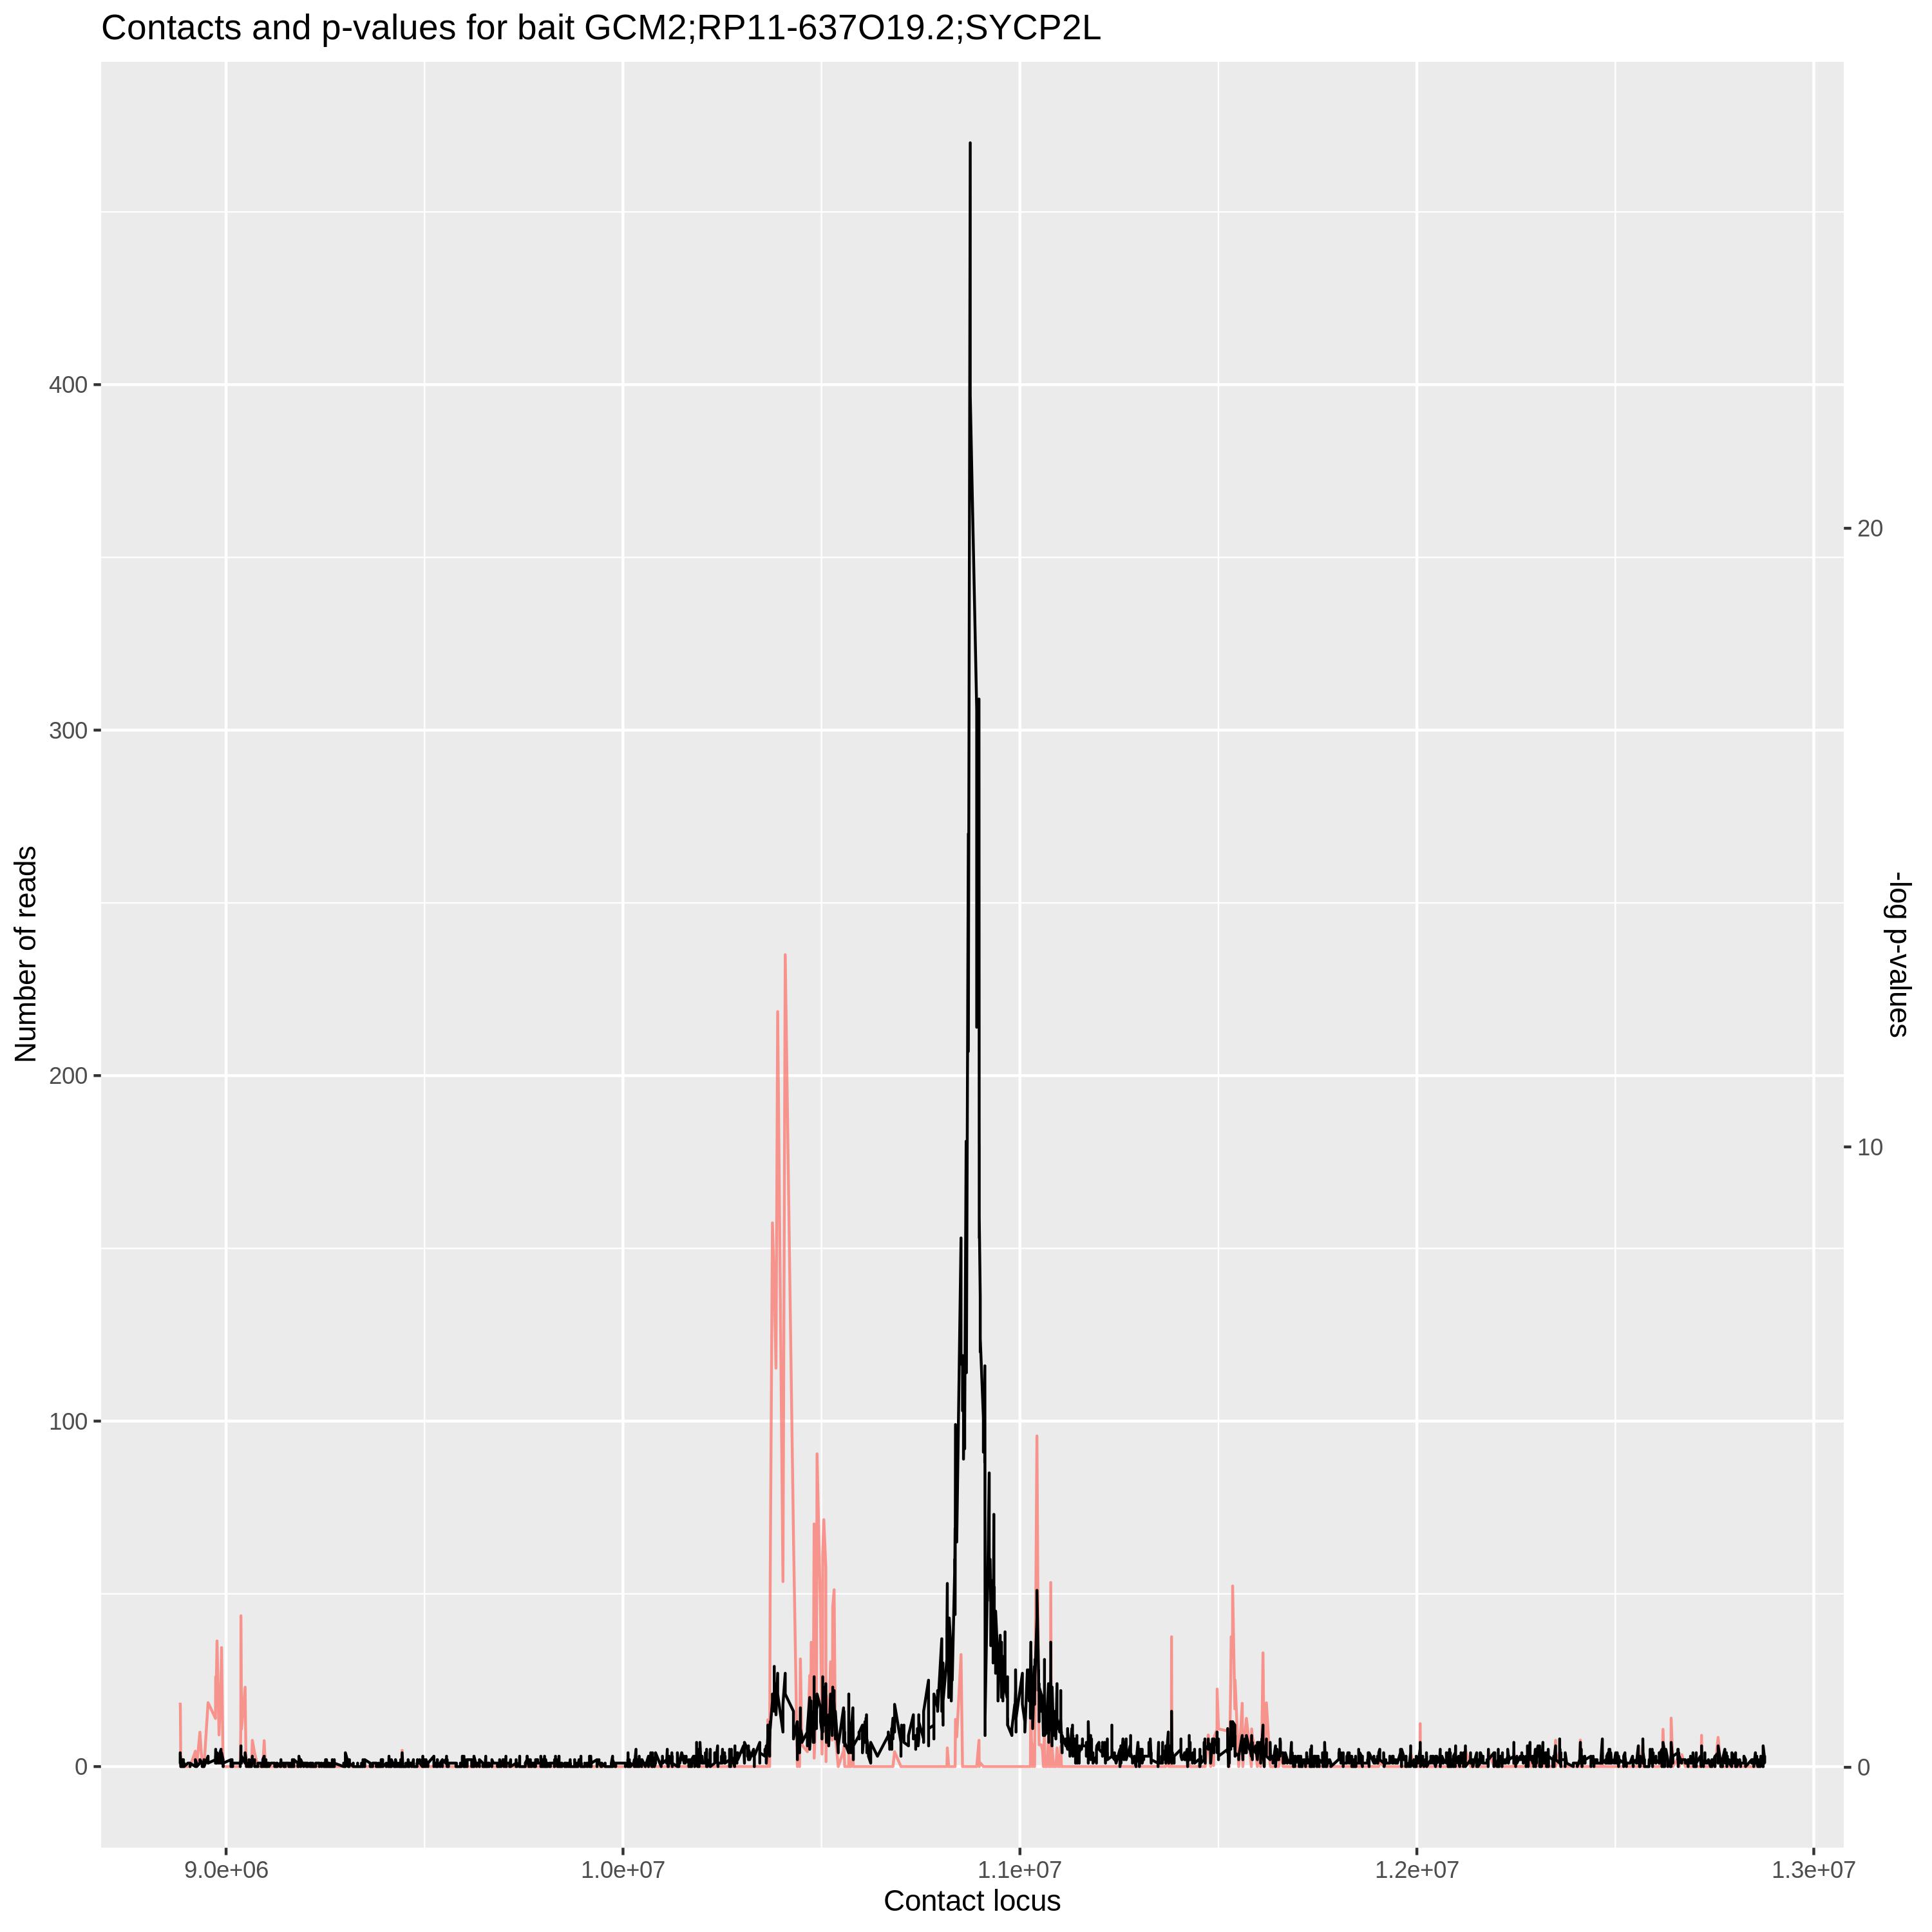 Contacts and p-values for bait GCM2;RP11-637O19.2;SYCP2L
400
300
200
100
0
Number of reads
20
10
0
-log p-values
9.0e+06 1.0e+07 1.1e+07 1.2e+07 1.3e+07
Contact locus